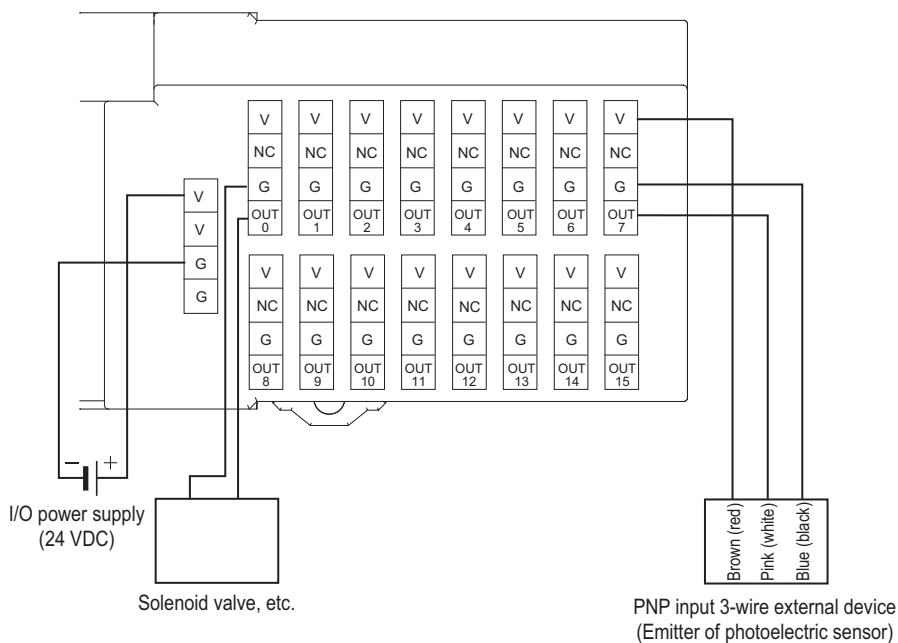 V V V V V V V V
NC NC NC NC NC NC NC NC
G G G G G G G G
OUT OUT OUT OUT OUT OUT OUT OUT
0 1 2 3 4 5 6 7
V
V
G
G
V V V V V V V V
NC NC NC NC NC NC NC NC
G G G G G G G G
OUT OUT OUT OUT OUT OUT OUT OUT
8 9 10 11 12 13 14 15
− +
I/O power supply
(24 VDC)
Solenoid valve, etc.
Brown (red)
Pink (white)
Blue (black)
PNP input 3-wire external device
(Emitter of photoelectric sensor)